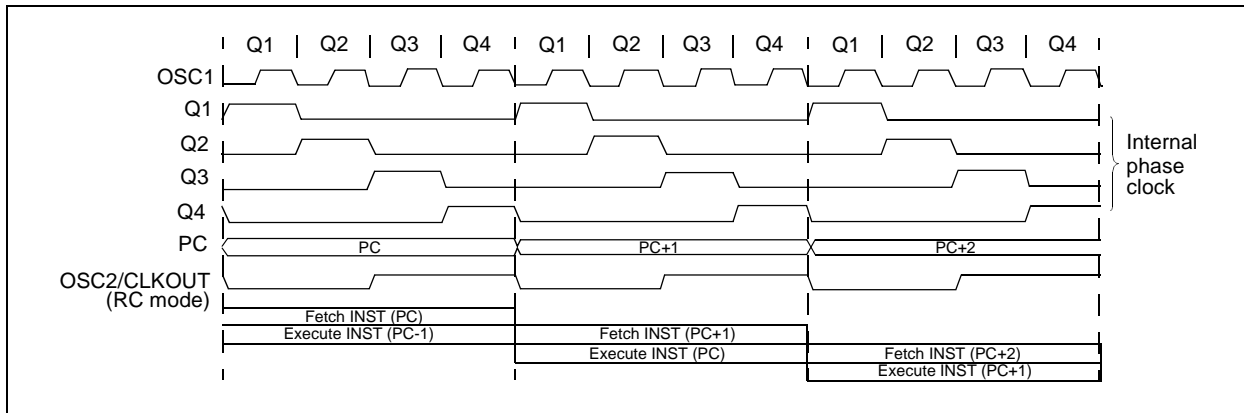 Q1 Q2 Q3 Q4 Q1 Q2 Q3 Q4 Q1 Q2 Q3 Q4
OSC1
Q1
Q2
Q3
Q4
Internal
phase
clock
PC PC PC+1 PC+2
OSC2/CLKOUT
(RC mode)
Fetch INST (PC)
Execute INST (PC-1) Fetch INST (PC+1)
Execute INST (PC) Fetch INST (PC+2)
Execute INST (PC+1)